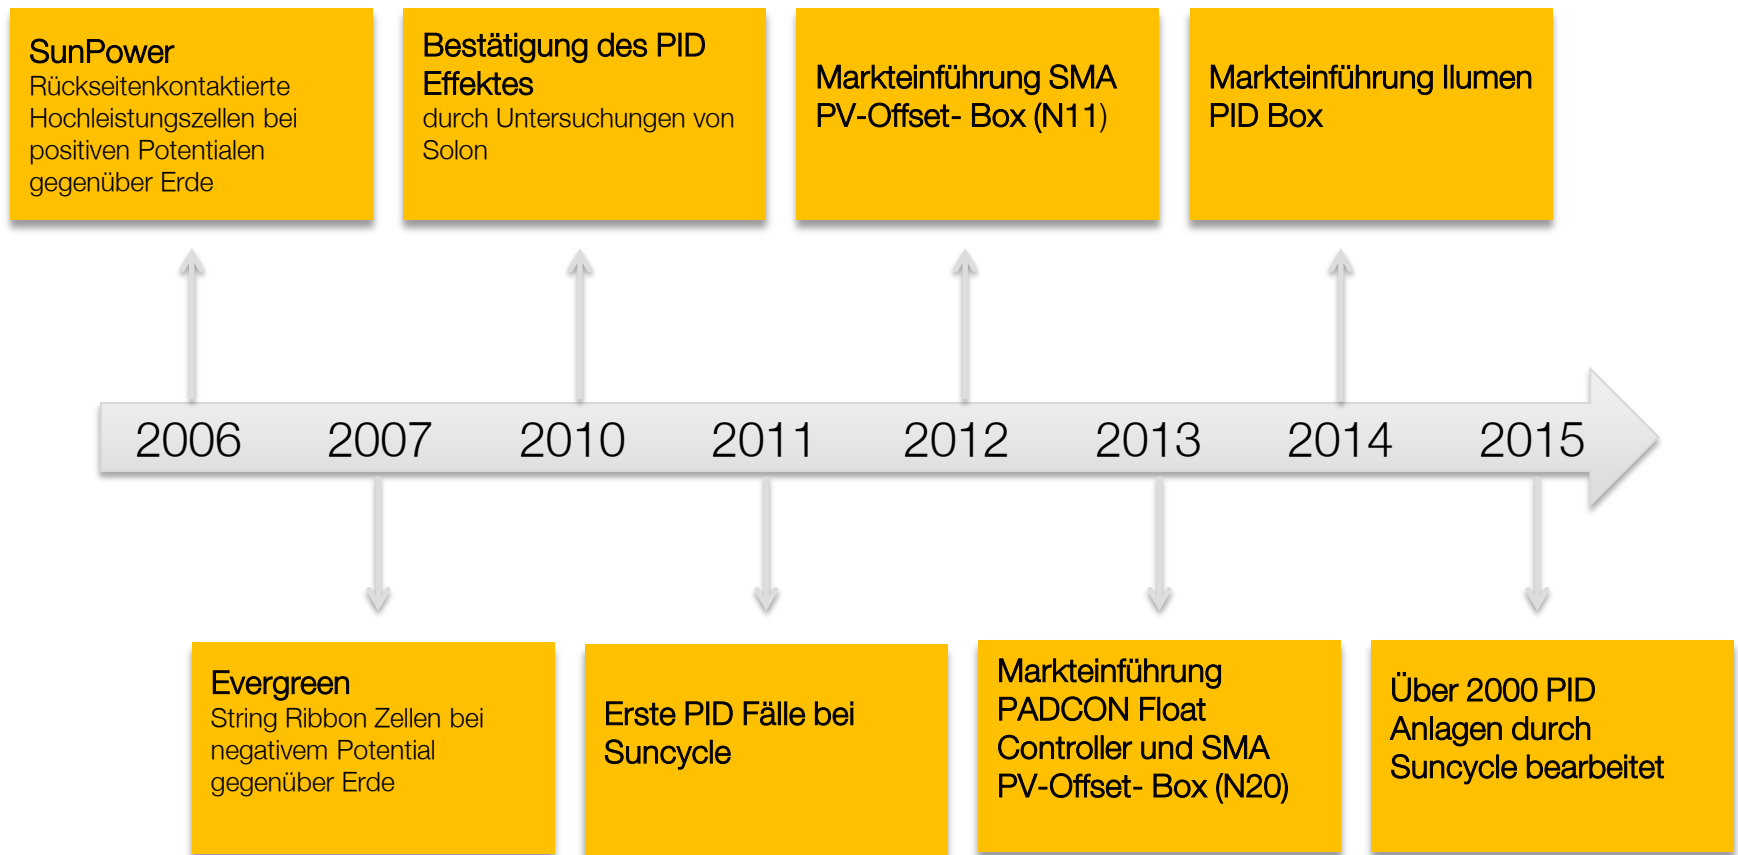 SunPower
Rückseitenkontaktierte
Hochleistungszellen bei
positiven Potentialen
gegenüber Erde
Bestätigung des PID
Effektes
durch Untersuchungen von
Solon
Markteinführung SMA
PV-Offset- Box (N11)
Markteinführung Ilumen
PID Box
2006 2007 2010 2011 2012 2013 2014 2015
Evergreen
String Ribbon Zellen bei
negativem Potential
gegenüber Erde
Erste PID Fälle bei
Suncycle
Markteinführung
PADCON Float
Controller und SMA
PV-Offset- Box (N20)
Über 2000 PID
Anlagen durch
Suncycle bearbeitet